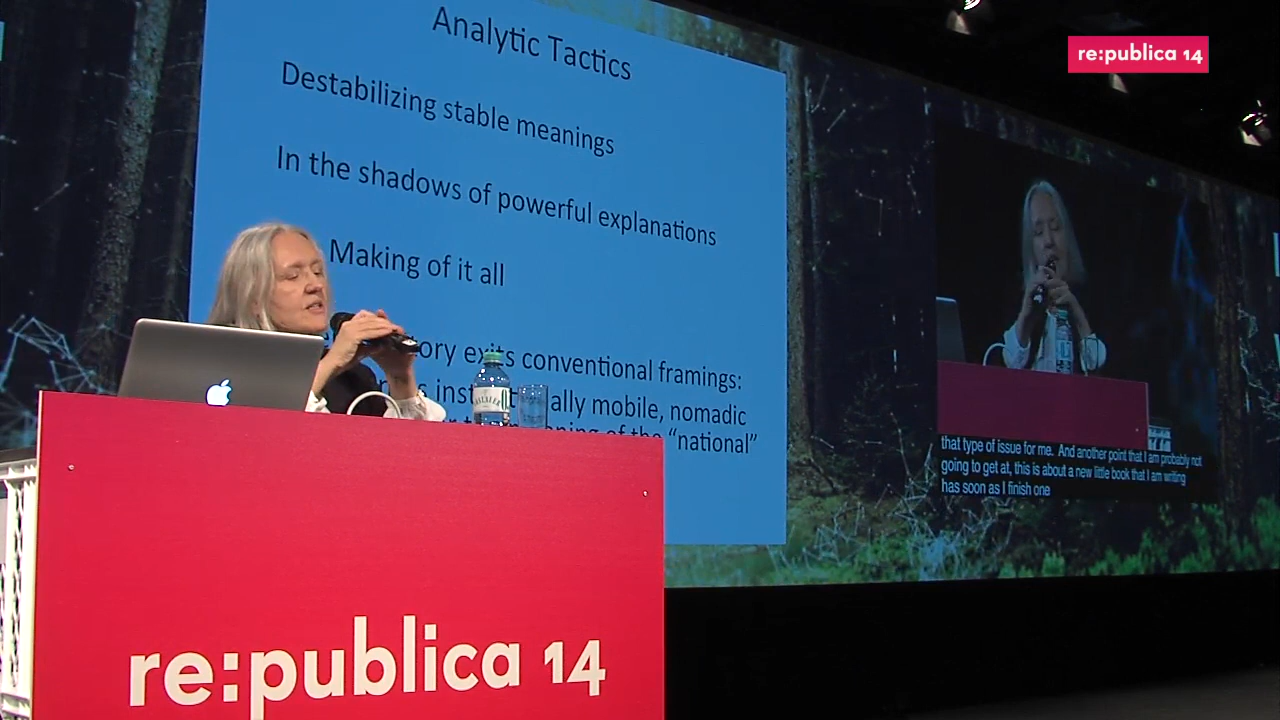 re:publica 14
Analytic Tactics
Destabilizing stable meanings
In the shadows of powerful explanations
Making of it all
exits conventional framings:
mobile, nomadic
of the “national”
that type of issue for me. And another point that I am probably not
going to get at, this is about a new little book that I am writing
has soon as I finish one
re:publica 14